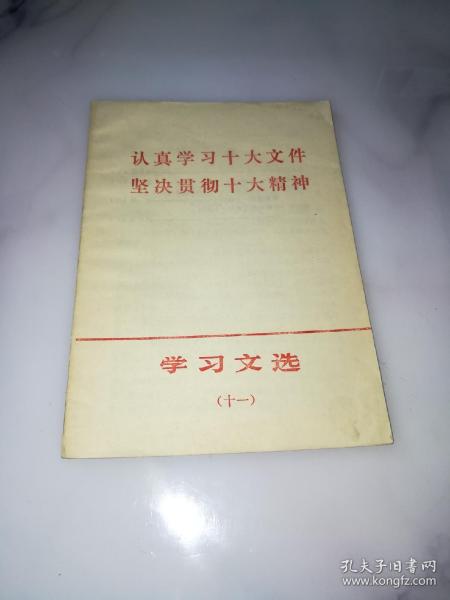 认真学习十大文件
坚决贯彻十大精神
学习文选
（十一）
孔夫子旧书网
www.kongfz.com